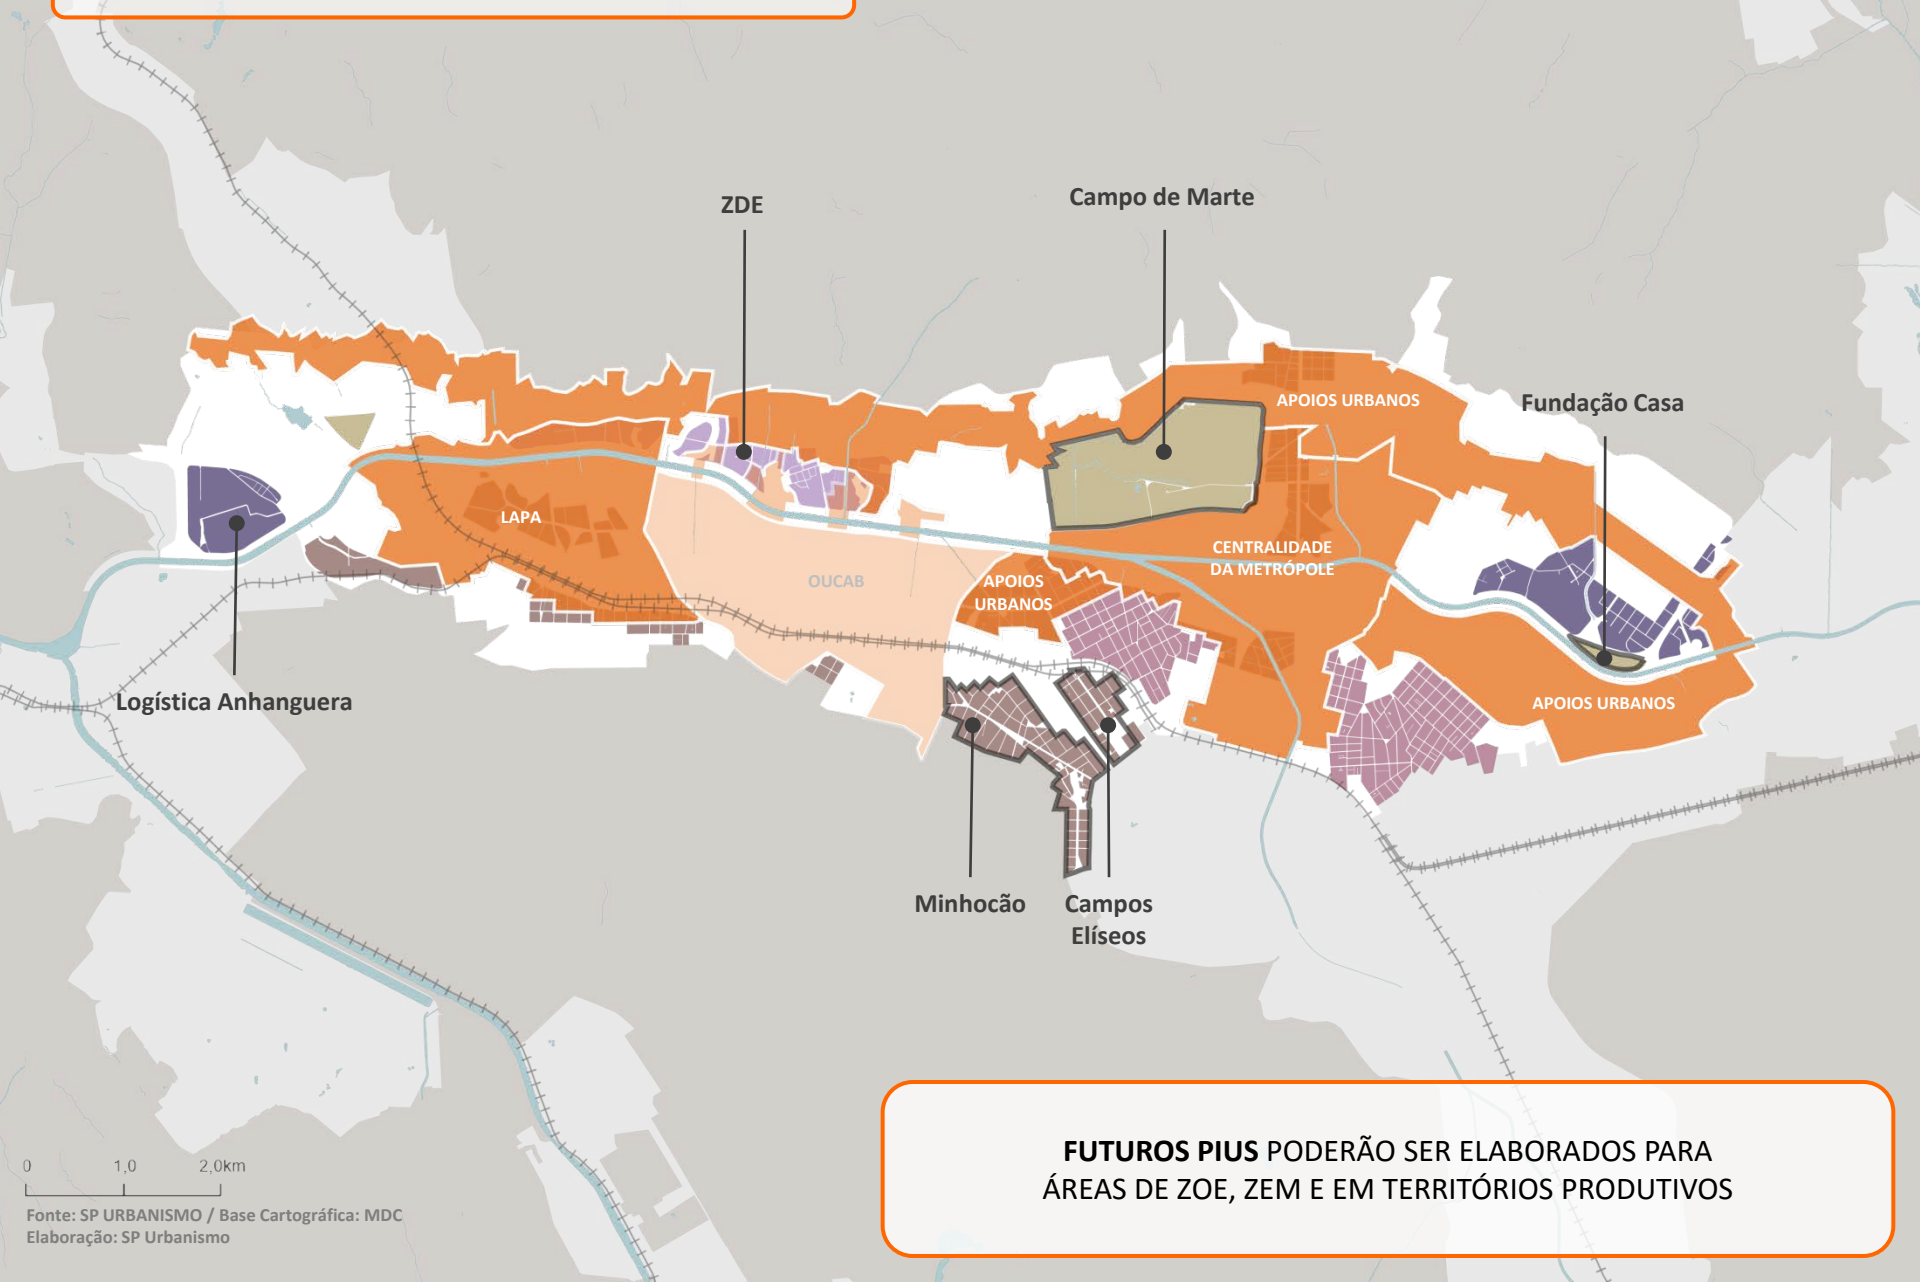 ZDE
Campo de Marte
APOIOS URBANOS
Fundação Casa
LAPA
CENTRALIDADE
DA METRÓPOLE
OUCAB
APOIOS
URBANOS
Logística Anhanguera
APOIOS URBANOS
Minhocão
Campos
Elíseos
FUTUROS PIUS PODERÃO SER ELABORADOS PARA
ÁREAS DE ZOE, ZEM E EM TERRITÓRIOS PRODUTIVOS
0 1,0 2,0km
Fonte: SP URBANISMO / Base Cartográfica: MDC
Elaboração: SP Urbanismo